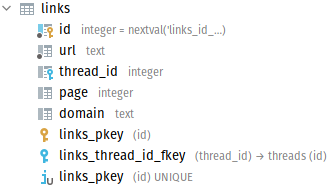 links
id integer = nextval('links_id_...)
url text
thread_id integer
page integer
domain text
links_pkey (id)
links_thread_id_fkey (thread_id) → threads (id)
links_pkey (id) UNIQUE